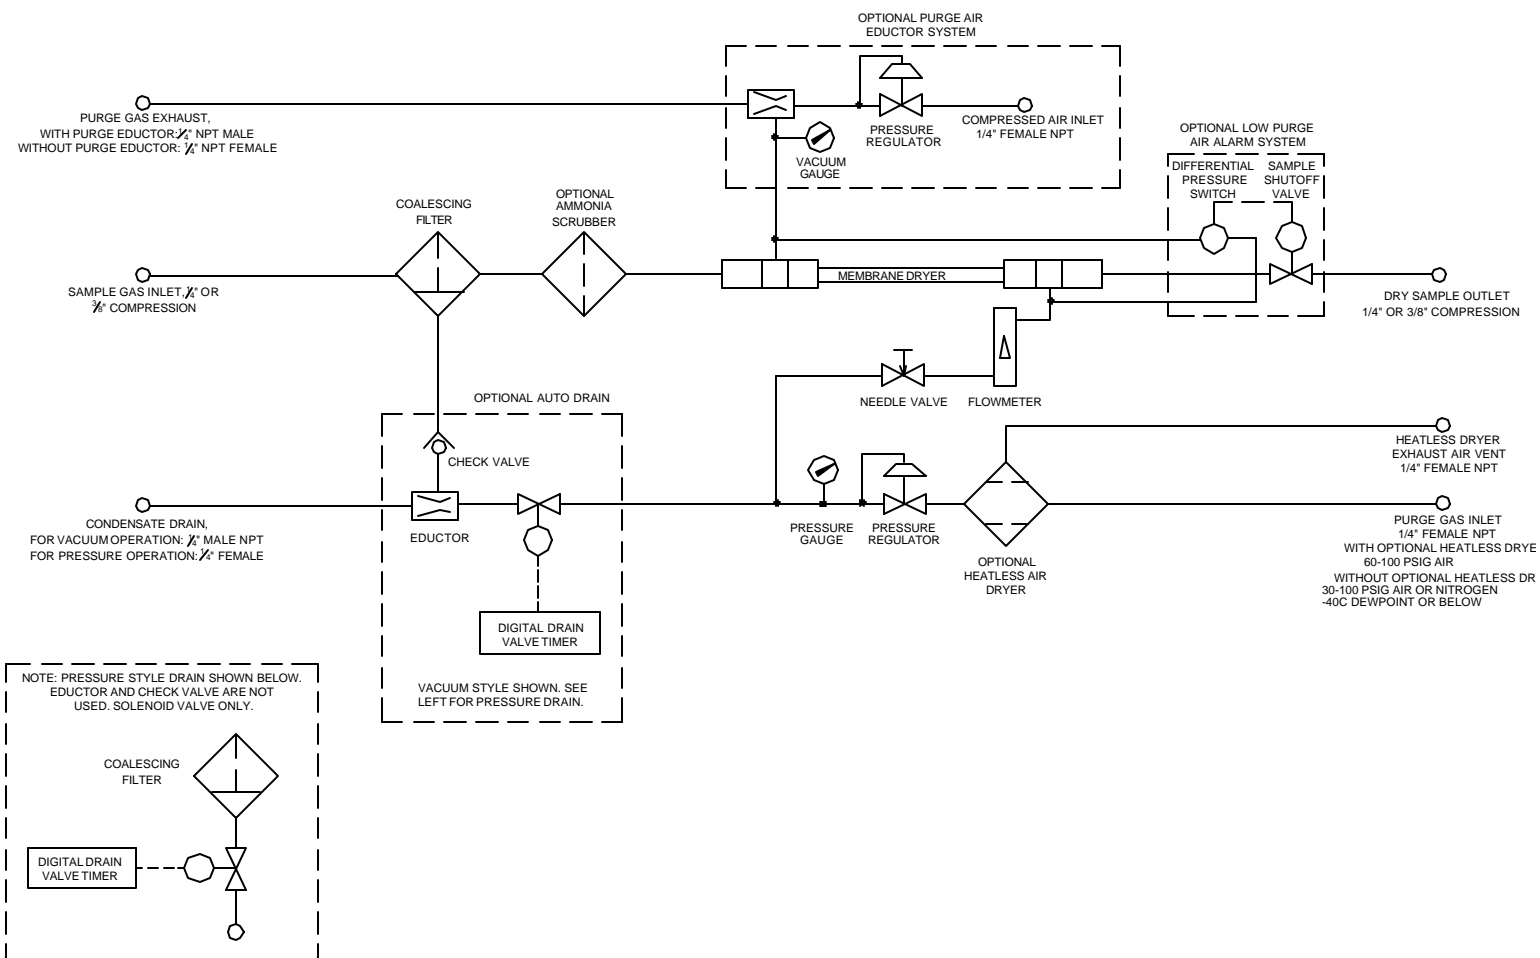 OPTIONAL PURGE AIR
EDUCTOR SYSTEM
PURGE GAS EXHAUST,
WITH PURGE EDUCTOR: 1/4" NPT MALE
WITHOUT PURGE EDUCTOR: 1/4" NPT FEMALE
PRESSURE
REGULATOR
COMPRESSED AIR INLET
1/4" FEMALE NPT
VACUUM
GAUGE
OPTIONAL LOW PURGE
AIR ALARM SYSTEM
DIFFERENTIAL
PRESSURE
SWITCH
SAMPLE
SHUTOFF
VALVE
COALESCING
FILTER
OPTIONAL
AMMONIA
SCRUBBER
SAMPLE GAS INLET, 1/4" OR
3/8" COMPRESSION
MEMBRANE DRYER
DRY SAMPLE OUTLET
1/4" OR 3/8" COMPRESSION
NEEDLE VALVE
FLOWMETER
OPTIONAL AUTO DRAIN
CHECK VALVE
HEATLESS DRYER
EXHAUST AIR VENT
1/4" FEMALE NPT
CONDENSATE DRAIN,
FOR VACUUM OPERATION: 1/4" MALE NPT
FOR PRESSURE OPERATION: 1/4" FEMALE
EDUCTOR
PRESSURE
GAUGE
PRESSURE
REGULATOR
OPTIONAL
HEATLESS AIR
DRYER
PURGE GAS INLET
1/4" FEMALE NPT
WITH OPTIONAL HEATLESS DRYE
60-100 PSIG AIR
WITHOUT OPTIONAL HEATLESS DR
30-100 PSIG AIR OR NITROGEN
-40C DEWPOINT OR BELOW
DIGITAL DRAIN
VALVE TIMER
VACUUM STYLE SHOWN. SEE
LEFT FOR PRESSURE DRAIN.
NOTE: PRESSURE STYLE DRAIN SHOWN BELOW.
EDUCTOR AND CHECK VALVE ARE NOT
USED. SOLENOID VALVE ONLY.
COALESCING
FILTER
DIGITAL DRAIN
VALVE TIMER